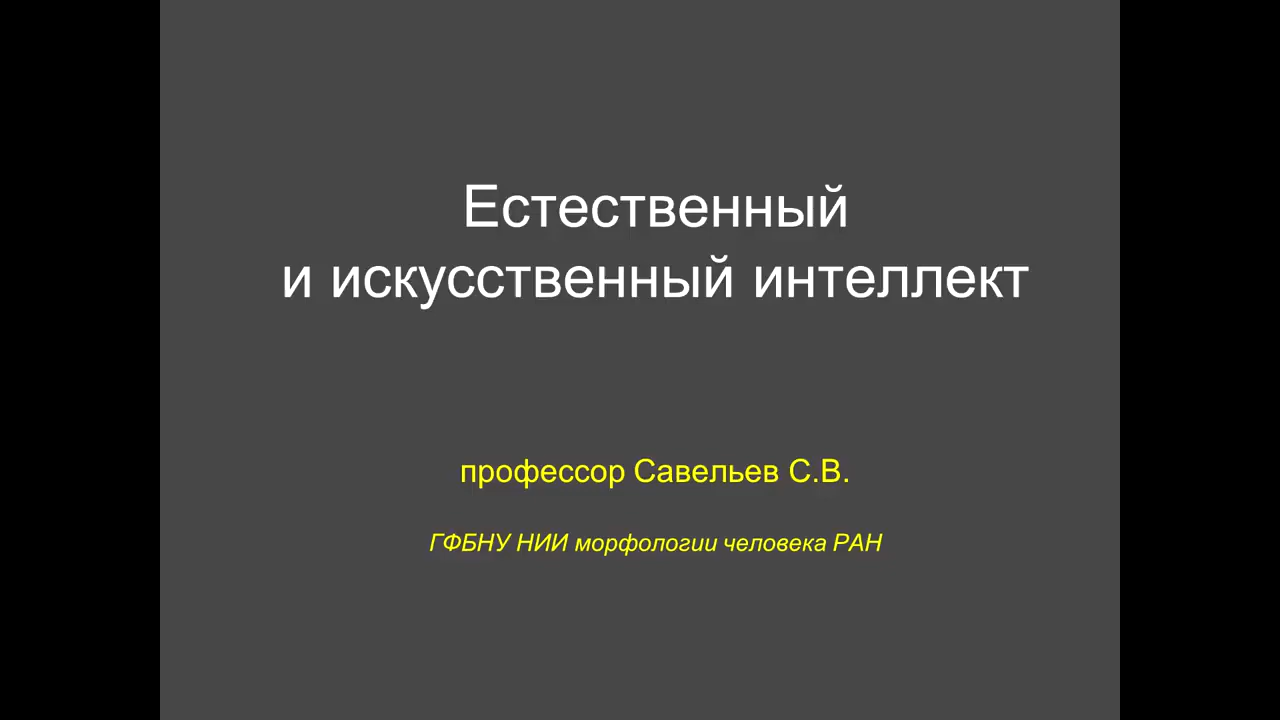 Естественный
и искусственный интеллект
профессор Савельев С.В.
ГФБНУ НИИ морфологии человека РАН